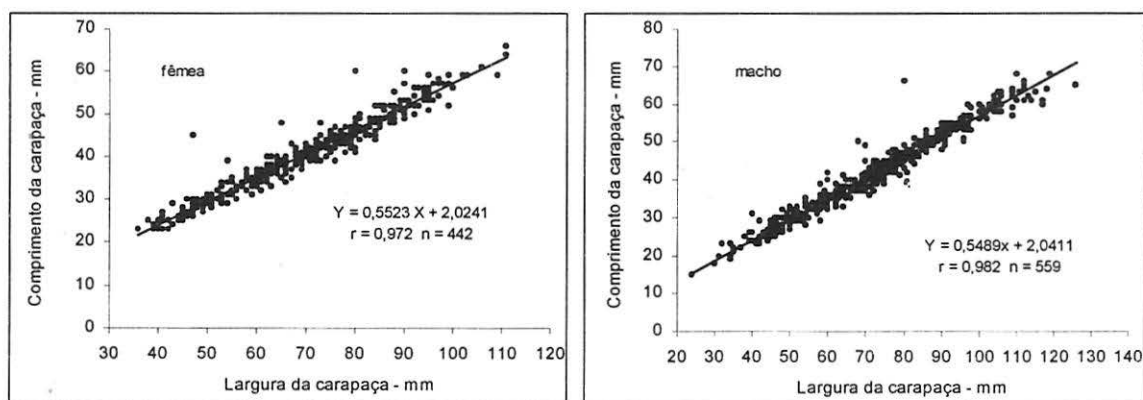 Comprimento da carapaça - mm
70
60
50
40
30
20
10
0
fêmea
Y = 0,5523 X + 2,0241
r = 0,972 n = 442
30 40 50 60 70 80 90 100 110 120
Largura da carapaça - mm
Comprimento da carapaça - mm
80
70
60
50
40
30
20
10
0
macho
Y = 0,5489x + 2,0411
r = 0,982 n = 559
20 30 40 50 60 70 80 90 100 110 120 130 140
Largura da carapaça - mm